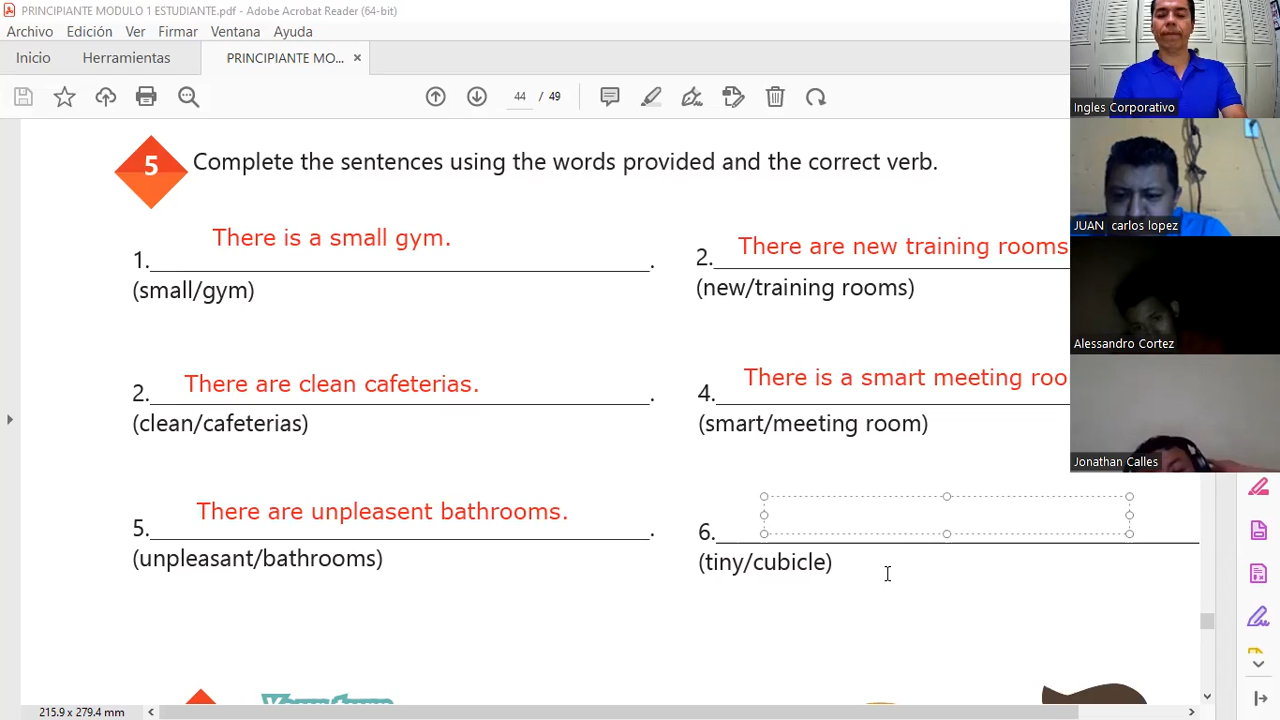 PRINCIPIANTE MODULO 1 ESTUDIANTE.pdf - Adobe Acrobat Reader (64-bit)
Archivo Edición Ver Firmar Ventana Ayuda
Inicio Herramientas PRINCIPIANTE MO... ×
44 / 49
Ingles Corporativo
JUAN carlos lopez
Alessandro Cortez
Jonathan Calles
5 Complete the sentences using the words provided and the correct verb.
There is a small gym.
1. .
(small/gym)
There are new training rooms
2.
(new/training rooms)
There are clean cafeterias.
2. .
(clean/cafeterias)
There is a smart meeting roo
4.
(smart/meeting room)
There are unpleasent bathrooms.
5. .
(unpleasant/bathrooms)
6.
(tiny/cubicle)
215.9 x 279.4 mm